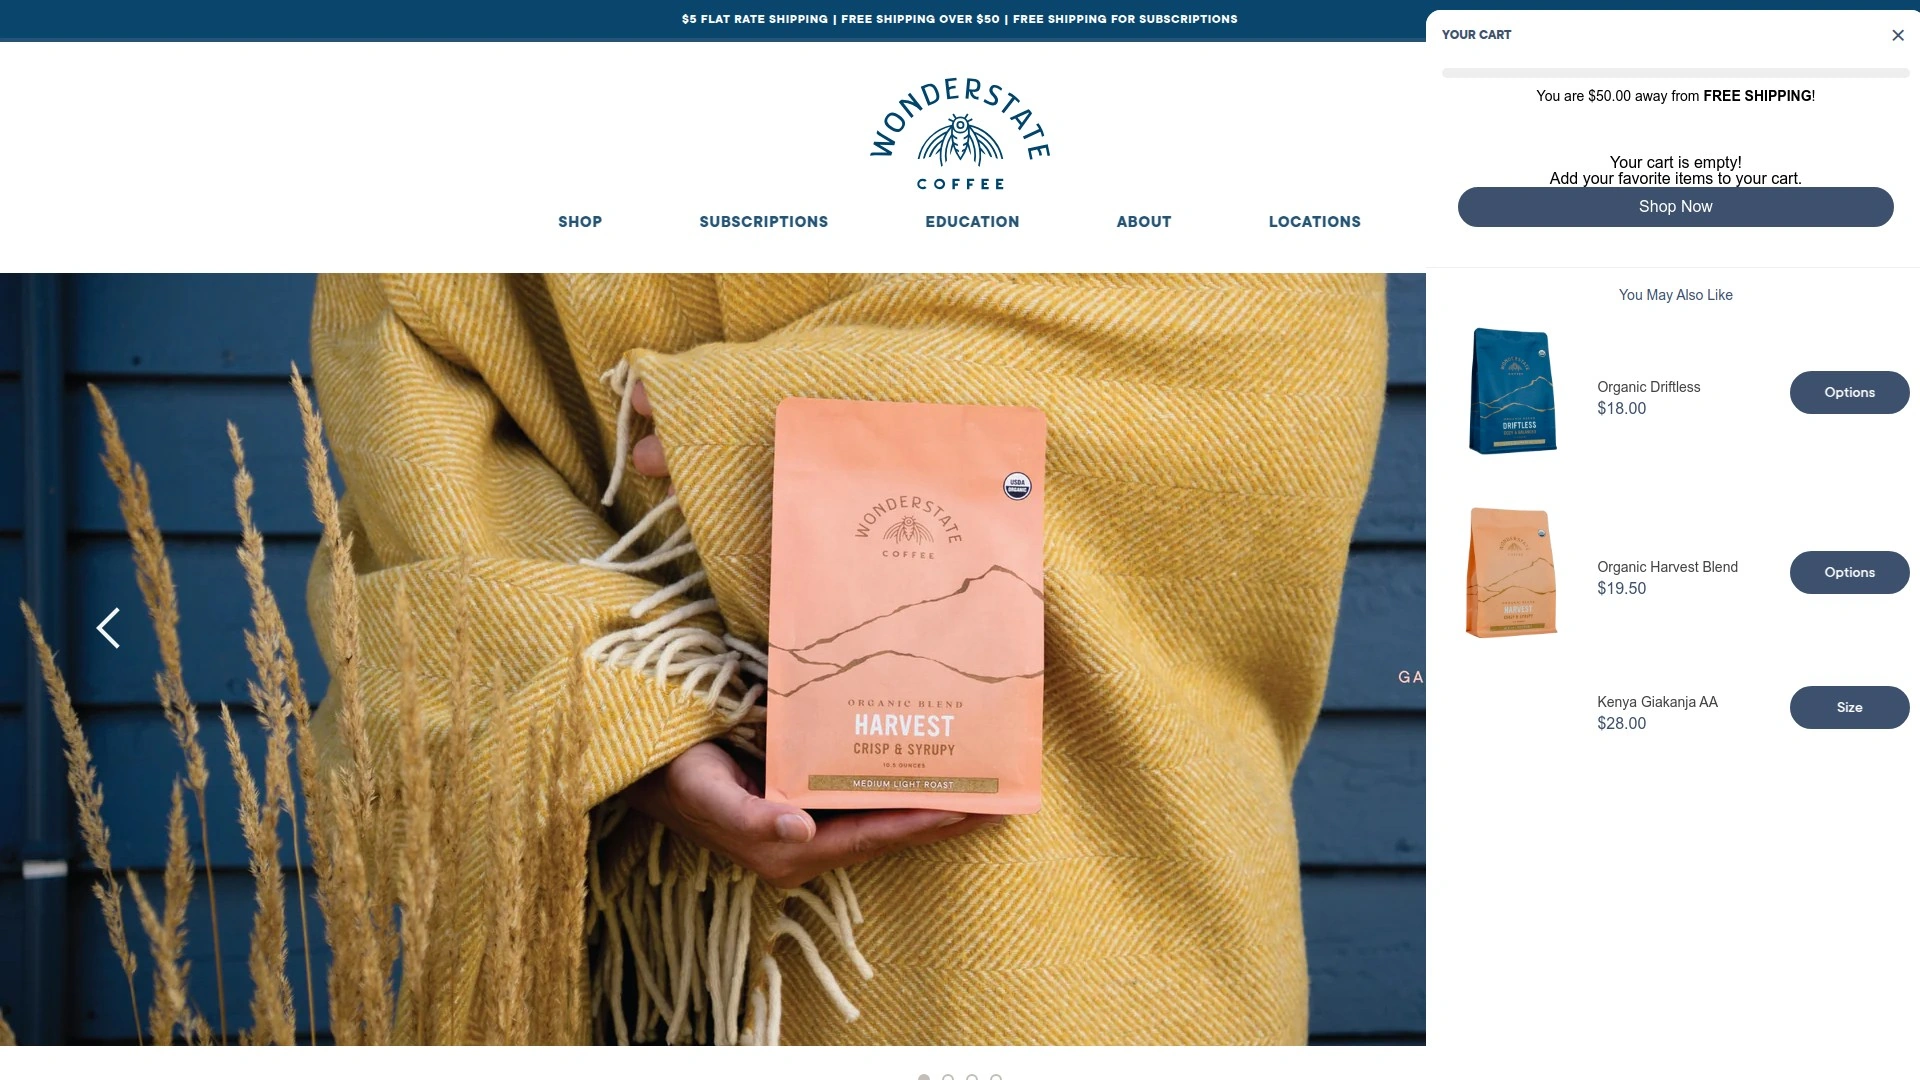 $5 FLAT RATE SHIPPING | FREE SHIPPING OVER $50 | FREE SHIPPING FOR SUBSCRIPTIONS
WONDERSTATE
COFFEE
SHOP
SUBSCRIPTIONS
EDUCATION
ABOUT
LOCATIONS
USDA
ORGANIC
WONDERSTATE
COFFEE
ORGANIC BLEND
HARVEST
CRISP & SYRUPY
10.5 OUNCES
MEDIUM LIGHT ROAST
GA
YOUR CART
You are $50.00 away from FREE SHIPPING!
Your cart is empty!
Add your favorite items to your cart.
Shop Now
You May Also Like
WONDERSTATE
COFFEE
DRIFTLESS
Organic Driftless
$18.00
Options
WONDERSTATE
COFFEE
HARVEST
Organic Harvest Blend
$19.50
Options
Kenya Giakanja AA
$28.00
Size